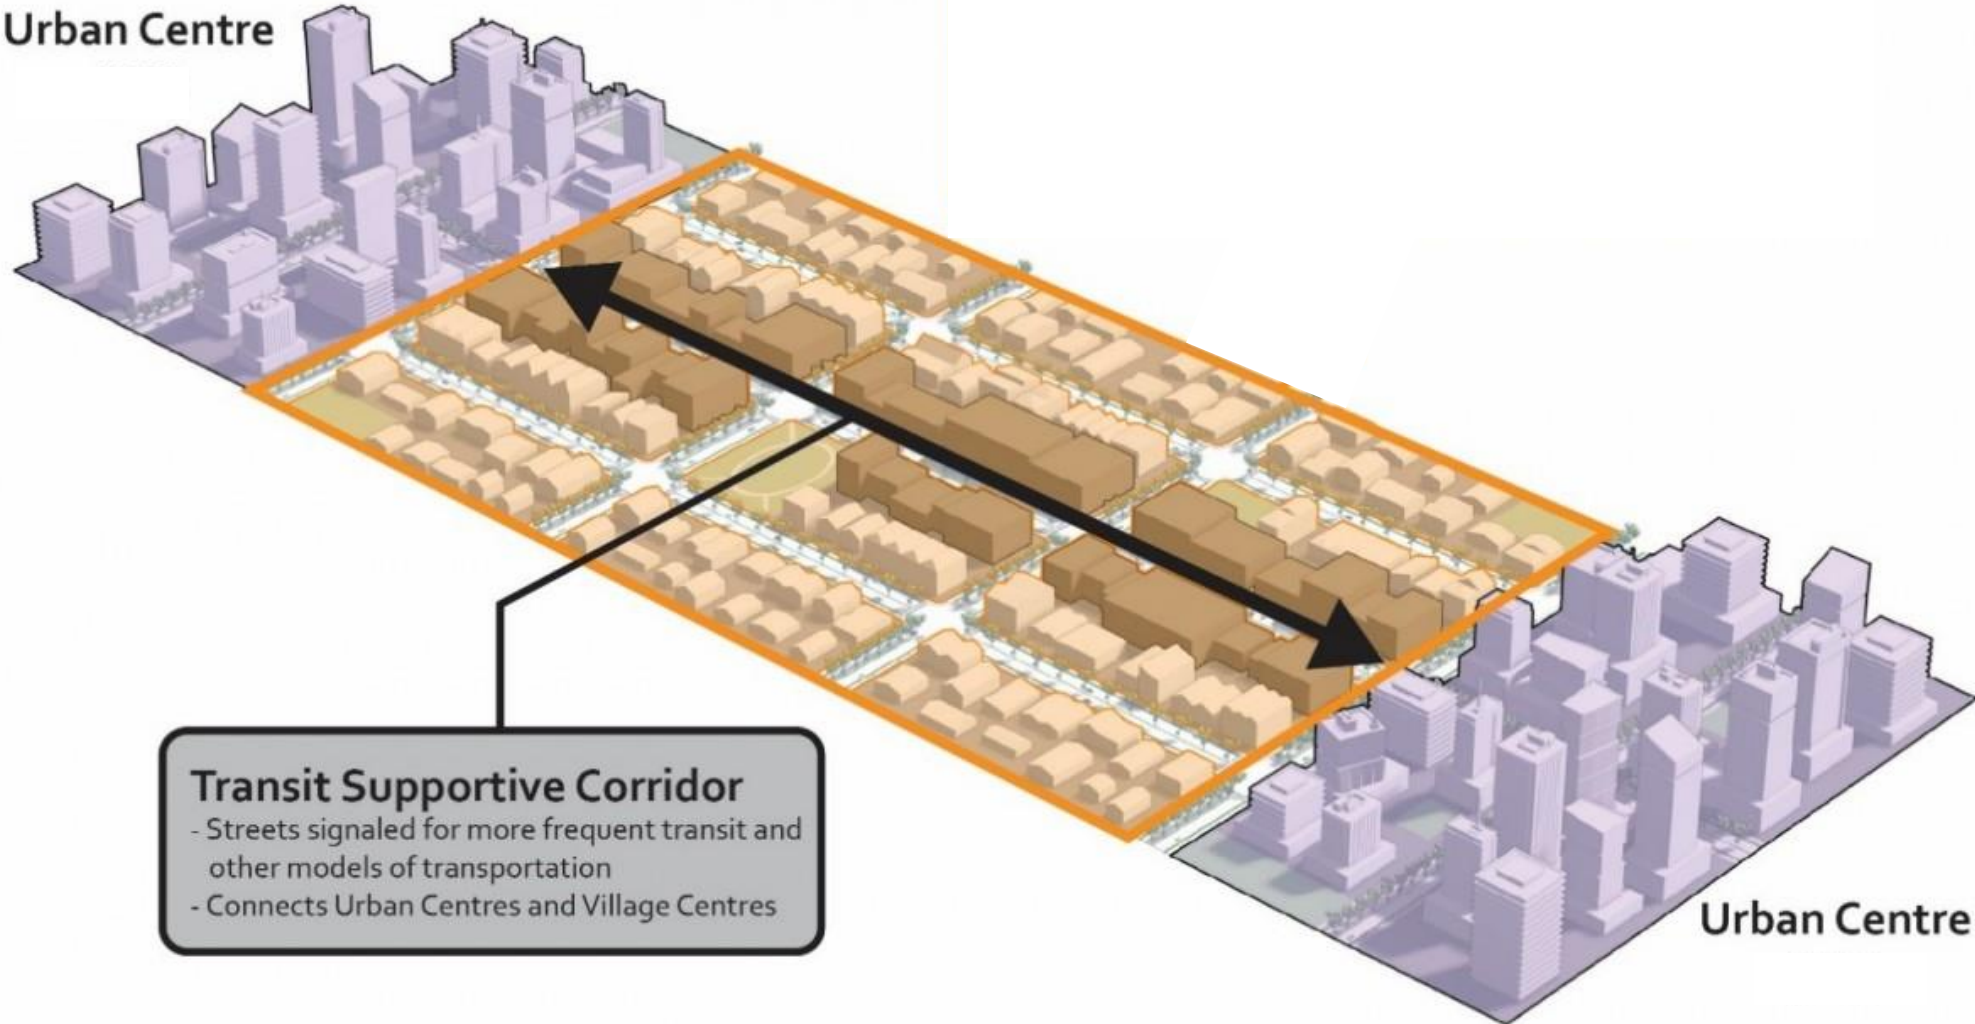 Urban Centre
Transit Supportive Corridor
- Streets signaled for more frequent transit and
other models of transportation
- Connects Urban Centres and Village Centres
Urban Centre